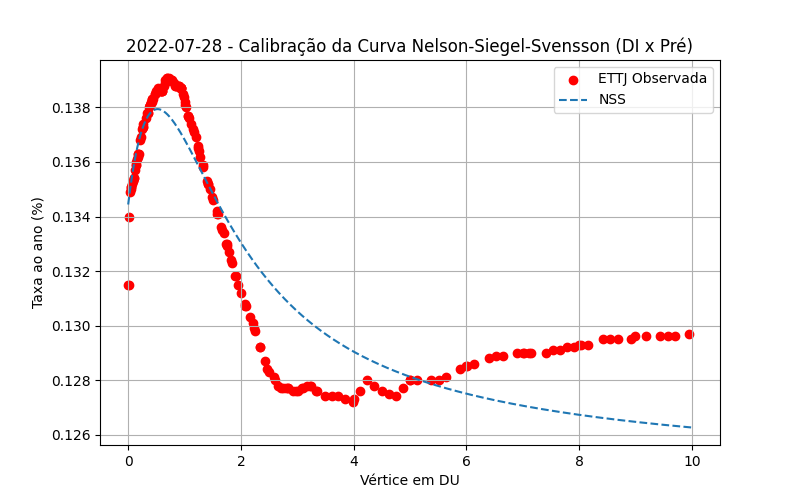 2022-07-28 - Calibração da Curva Nelson-Siegel-Svensson (DI x Pré)
ETTJ Observada
NSS
Taxa ao ano (%)
0.138
0.136
0.134
0.132
0.130
0.128
0.126
0 2 4 6 8 10
Vértice em DU